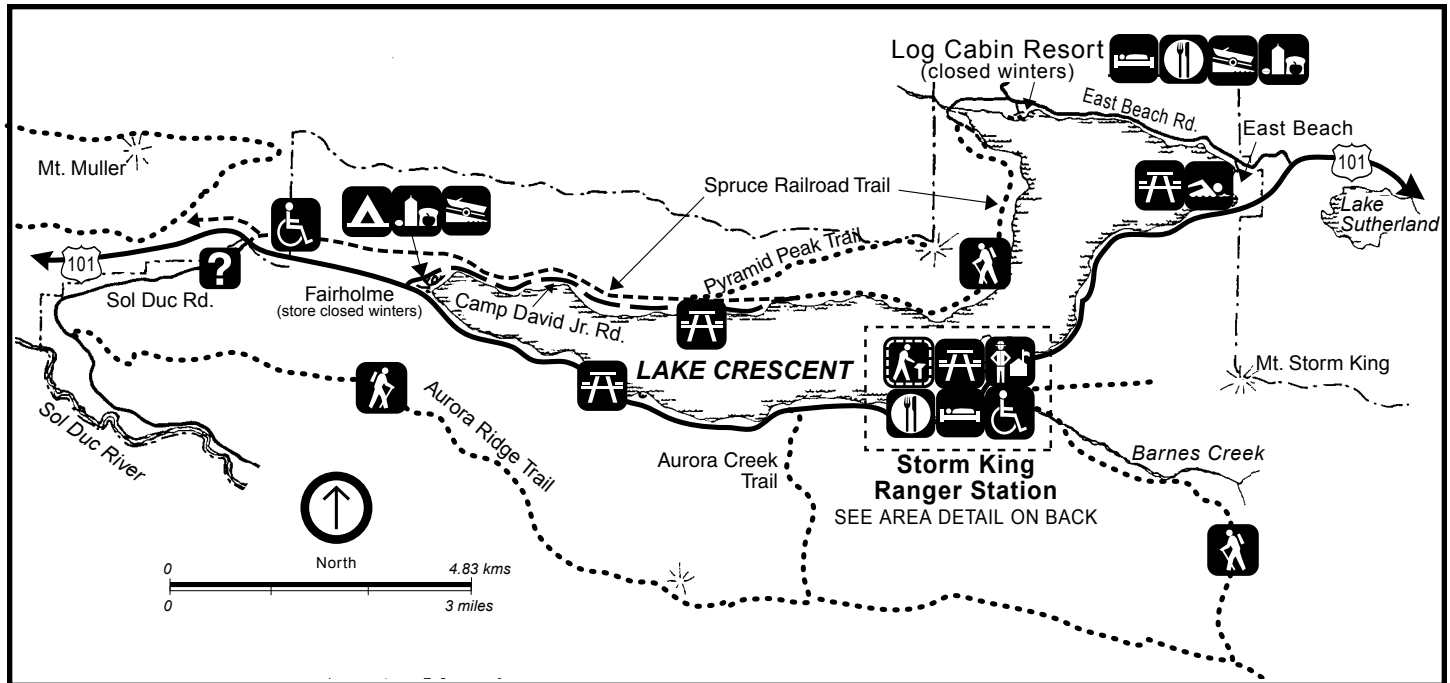 Log Cabin Resort
(closed winters)
East Beach Rd.
East Beach
101
Lake
Sutherland
Mt. Muller
Spruce Railroad Trail
Pyramid Peak Trail
101
?
Sol Duc Rd.
Fairholme
(store closed winters)
Camp David Jr. Rd.
LAKE CRESCENT
Mt. Storm King
Sol Duc River
Aurora Ridge Trail
Aurora Creek
Trail
Storm King
Ranger Station
SEE AREA DETAIL ON BACK
Barnes Creek
North
0 4.83 kms
0 3 miles